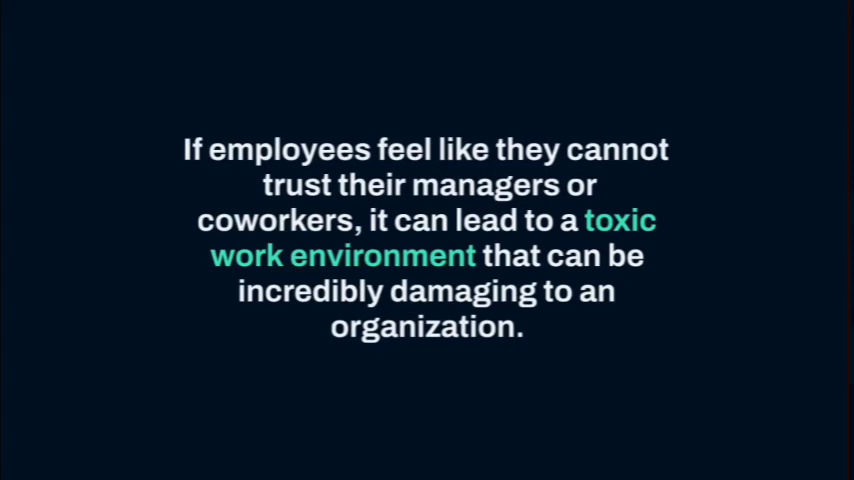 If employees feel like they cannot
trust their managers or
coworkers, it can lead to a toxic
work environment that can be
incredibly damaging to an
organization.